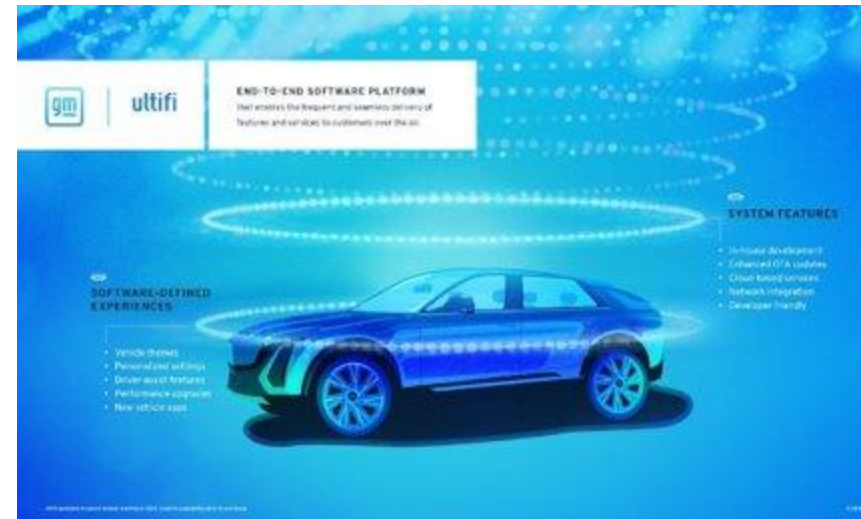 gm
ultifi
END-TO-END SOFTWARE PLATFORM
that enables the frequent and seamless delivery of
features and services to customers over the air.
SYSTEM FEATURES
• In-house development
• Enhanced OTA updates
• Cloud-based services
• Network integration
• Developer friendly
SOFTWARE-DEFINED
EXPERIENCES
• Vehicle themes
• Personalized settings
• Driver-assist features
• Performance upgrades
• New vehicle apps